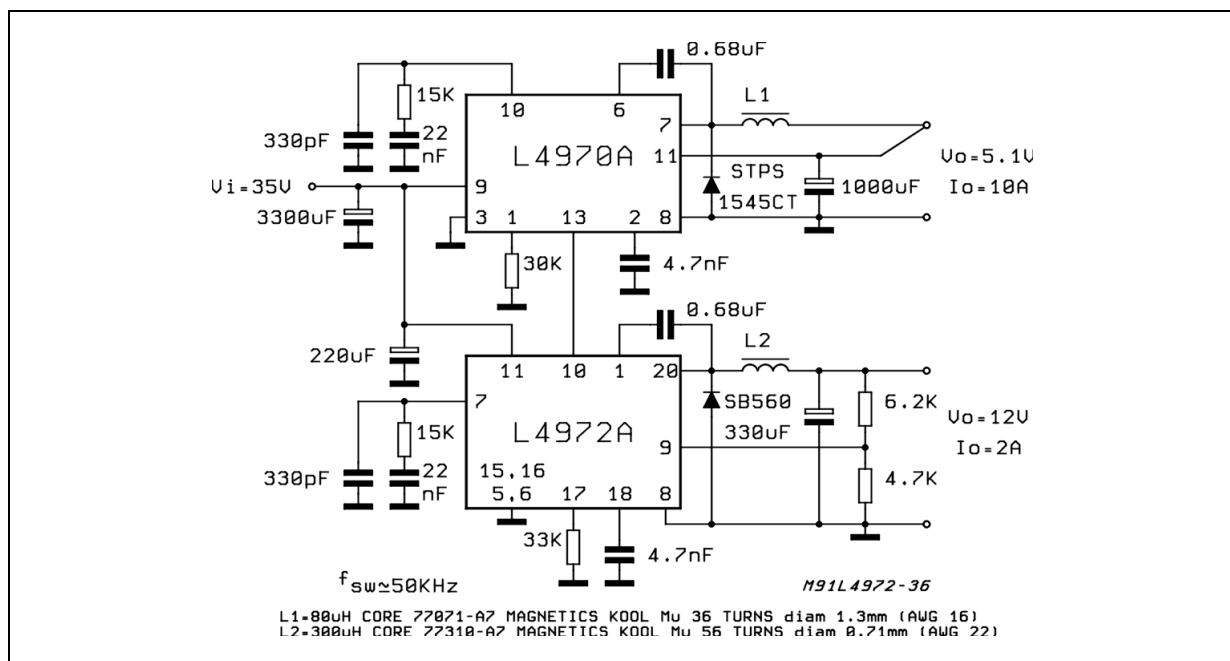 0.68uF
15K
10
6
L1
330pF
22
nF
7
L4970A
11
Vo=5.1V
STPS
Vi=35V
9
1545CT
1000uF
Io=10A
3300uF
3
1
13
2
8
30K
4.7nF
0.68uF
L2
220uF
11
10
1
20
7
SB560
6.2K
15K
L4972A
330uF
Vo=12V
9
Io=2A
330pF
22
nF
15,16
4.7K
5,6
17
18
8
33K
4.7nF
fsw≃50KHz
M91L4972-36
L1=80uH CORE 77071-A7 MAGNETICS KOOL Mu 36 TURNS diam 1.3mm (AWG 16)
L2=300uH CORE 77310-A7 MAGNETICS KOOL Mu 56 TURNS diam 0.71mm (AWG 22)